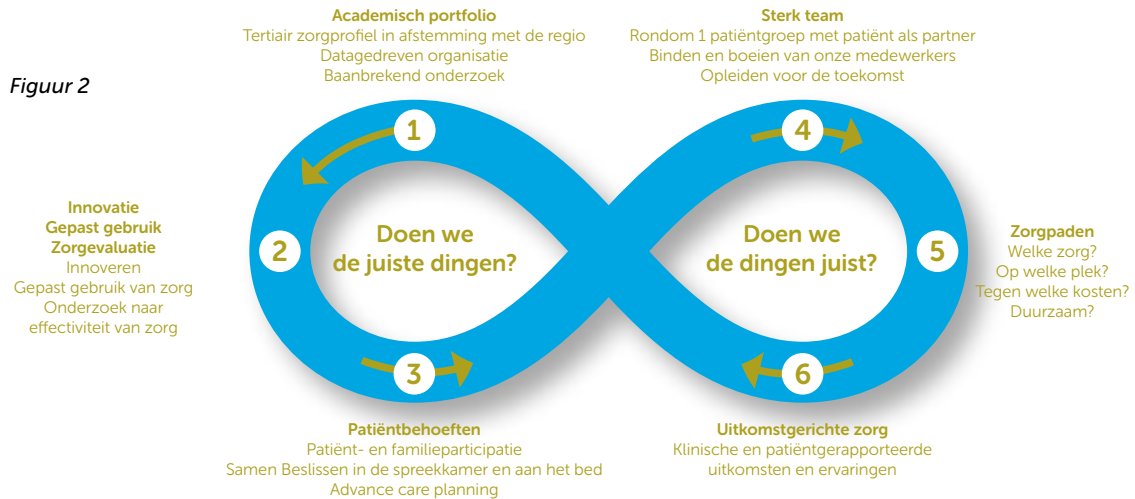 Figuur 2
Academisch portfolio
Tertiair zorgprofiel in afstemming met de regio
Datagedreven organisatie
Baanbrekend onderzoek
1
Innovatie
Gepast gebruik
Zorgevaluatie
Innoveren
Gepast gebruik van zorg
Onderzoek naar
effectiviteit van zorg
2
Doen we
de juiste dingen?
3
Patiëntbehoeften
Patiënt- en familieparticipatie
Samen Beslissen in de spreekkamer en aan het bed
Advance care planning
Sterk team
Rondom 1 patiëntgroep met patiënt als partner
Binden en boeien van onze medewerkers
Opleiden voor de toekomst
4
Doen we
de dingen juist?
5
Zorgpaden
Welke zorg?
Op welke plek?
Tegen welke kosten?
Duurzaam?
6
Uitkomstgerichte zorg
Klinische en patiëntgerapporteerde
uitkomsten en ervaringen